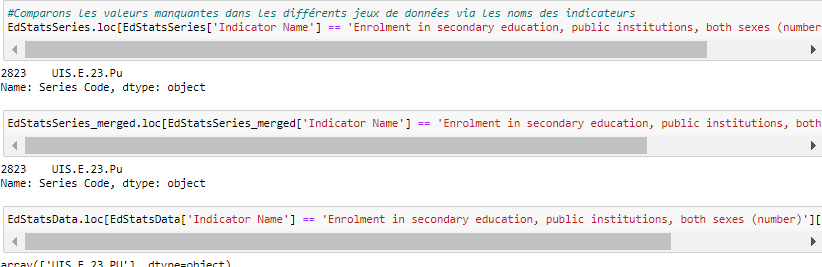 #Comparons les valeurs manquantes dans les différents jeux de données via les noms des indicateurs
EdStatsSeries.loc[EdStatsSeries['Indicator Name'] == 'Enrolment in secondary education, public institutions, both sexes (number
2823    UIS.E.23.Pu
Name: Series Code, dtype: object
EdStatsSeries_merged.loc[EdStatsSeries_merged['Indicator Name'] == 'Enrolment in secondary education, public institutions, both
2823    UIS.E.23.Pu
Name: Series Code, dtype: object
EdStatsData.loc[EdStatsData['Indicator Name'] == 'Enrolment in secondary education, public institutions, both sexes (number)'][
array(['UIS.E.23.PU'], dtype=object)